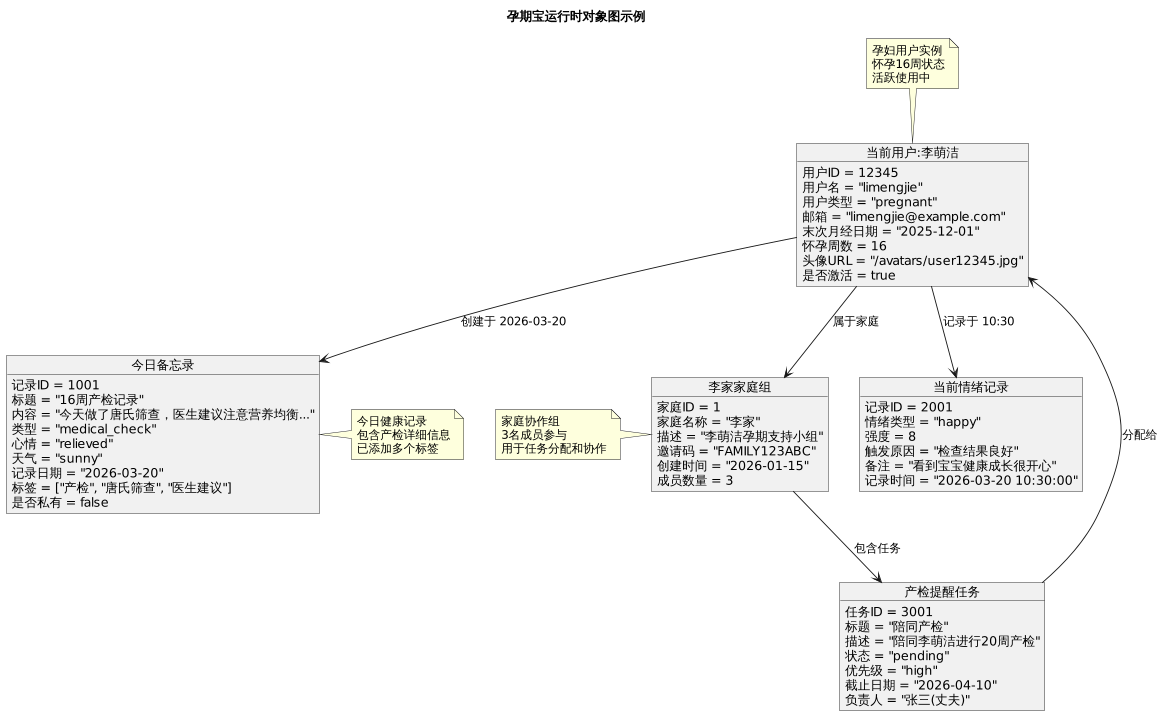 孕期宝运行时对象图示例
孕妇用户实例
怀孕16周状态
活跃使用中
当前用户:李萌洁
用户ID = 12345
用户名 = "limengjie"
用户类型 = "pregnant"
邮箱 = "limengjie@example.com"
末次月经日期 = "2025-12-01"
怀孕周数 = 16
头像URL = "/avatars/user12345.jpg"
是否激活 = true
创建于 2026-03-20
属于家庭
记录于 10:30
今日备忘录
记录ID = 1001
标题 = "16周产检记录"
内容 = "今天做了唐氏筛查，医生建议注意营养均衡..."
类型 = "medical_check"
心情 = "relieved"
天气 = "sunny"
记录日期 = "2026-03-20"
标签 = ["产检", "唐氏筛查", "医生建议"]
是否私有 = false
今日健康记录
包含产检详细信息
已添加多个标签
家庭协作组
3名成员参与
用于任务分配和协作
李家家庭组
家庭ID = 1
家庭名称 = "李家"
描述 = "李萌洁孕期支持小组"
邀请码 = "FAMILY123ABC"
创建时间 = "2026-01-15"
成员数量 = 3
当前情绪记录
记录ID = 2001
情绪类型 = "happy"
强度 = 8
触发原因 = "检查结果良好"
备注 = "看到宝宝健康成长很开心"
记录时间 = "2026-03-20 10:30:00"
分配给
包含任务
产检提醒任务
任务ID = 3001
标题 = "陪同产检"
描述 = "陪同李萌洁进行20周产检"
状态 = "pending"
优先级 = "high"
截止日期 = "2026-04-10"
负责人 = "张三(丈夫)"